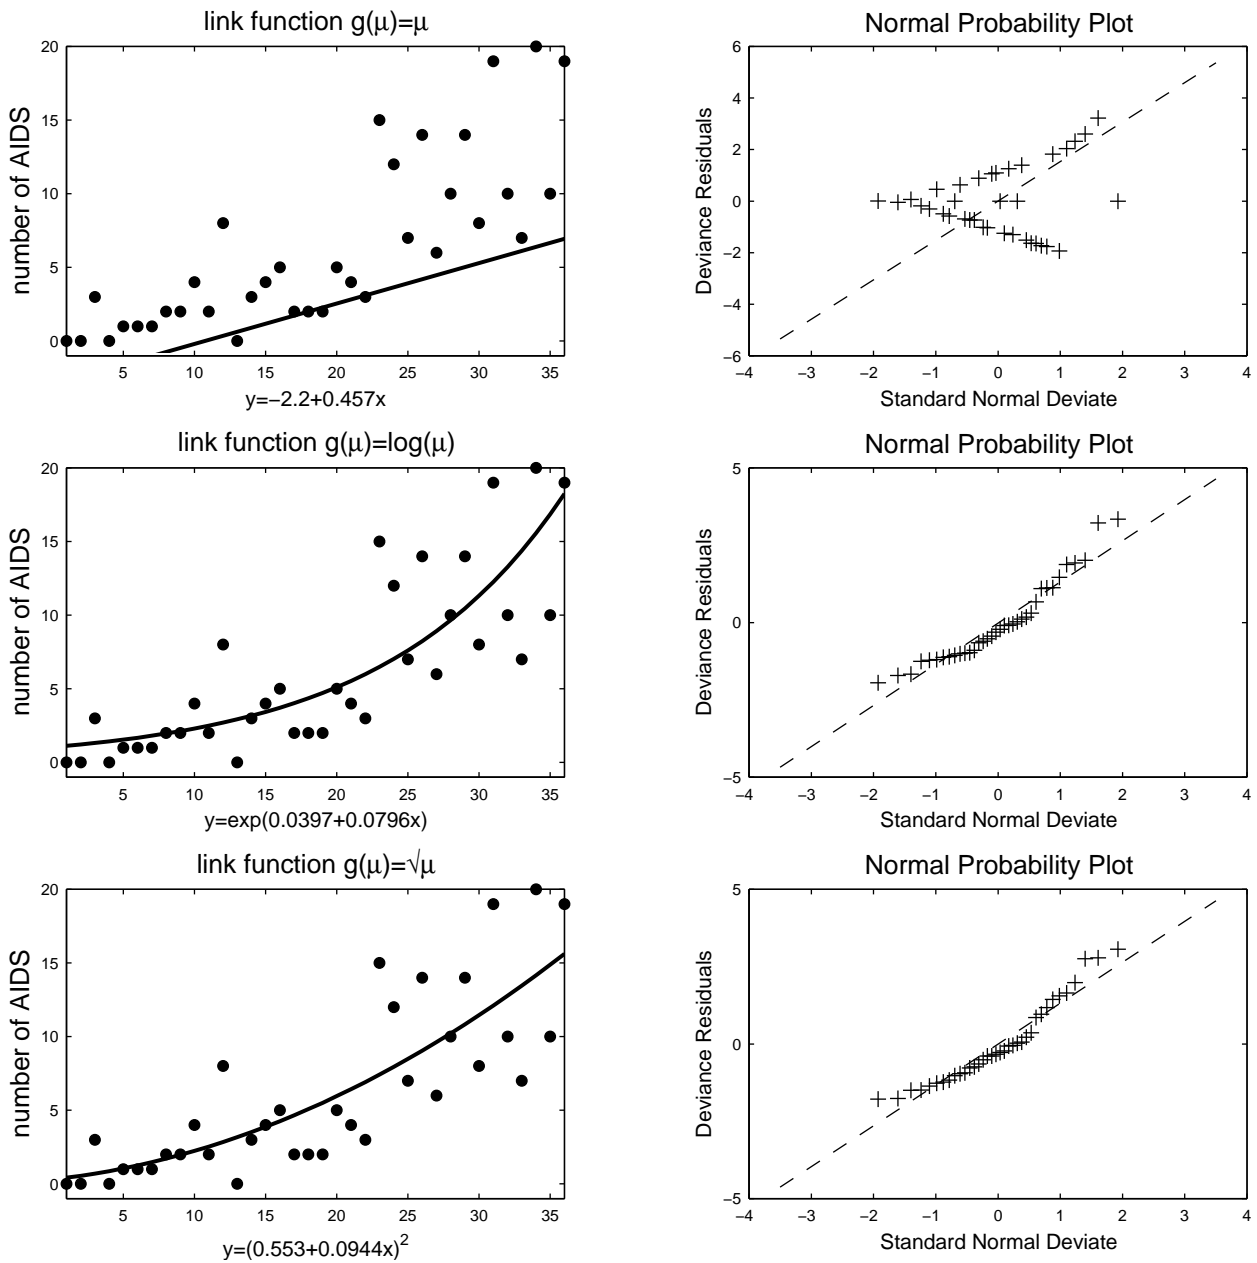 link function g(μ)=μ
number of AIDS
20
15
10
5
0
5 10 15 20 25 30 35
y=−2.2+0.457x
Normal Probability Plot
Deviance Residuals
6
4
2
0
−2
−4
−6
−4 −3 −2 −1 0 1 2 3 4
Standard Normal Deviate
link function g(μ)=log(μ)
number of AIDS
20
15
10
5
0
5 10 15 20 25 30 35
y=exp(0.0397+0.0796x)
Normal Probability Plot
Deviance Residuals
5
0
−5
−4 −3 −2 −1 0 1 2 3 4
Standard Normal Deviate
link function g(μ)=√μ
number of AIDS
20
15
10
5
0
5 10 15 20 25 30 35
y=(0.553+0.0944x)²
Normal Probability Plot
Deviance Residuals
5
0
−5
−4 −3 −2 −1 0 1 2 3 4
Standard Normal Deviate